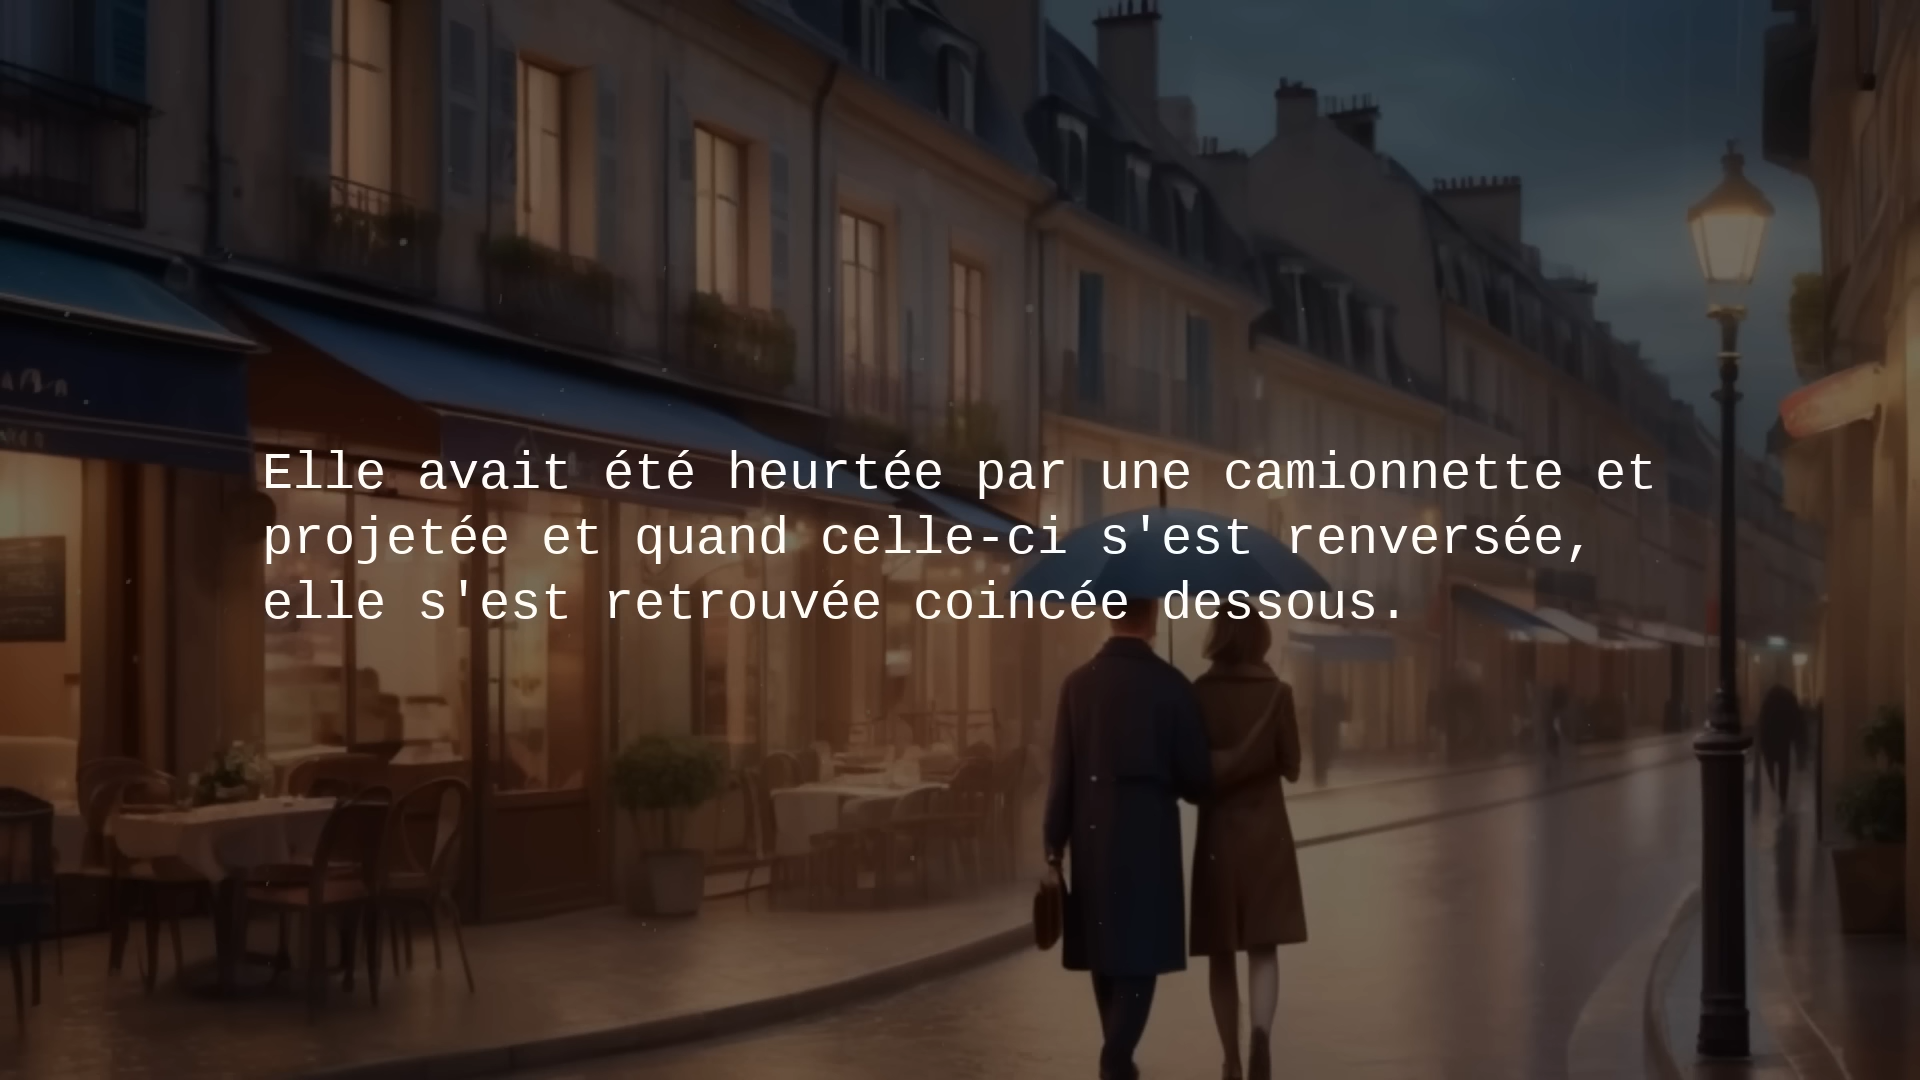 Elle avait été heurtée par une camionnette et
projetée et quand celle-ci s'est renversée,
elle s'est retrouvée coincée dessous.